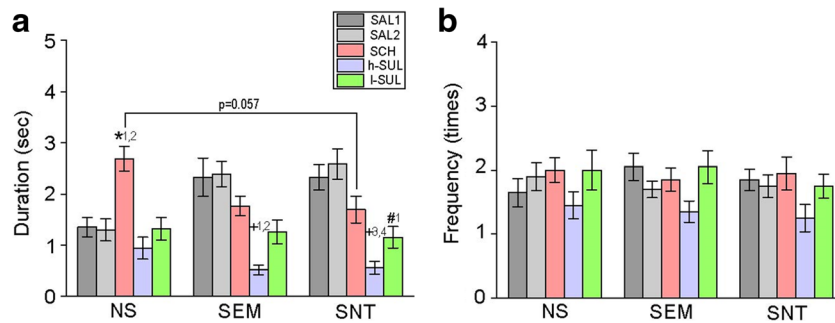 a
SAL1
SAL2
SCH
h-SUL
l-SUL
p=0.057
Duration (sec)
5
4
3
2
1
0
*1,2
+1,2
+3,4
#1
NS SEM SNT
b
Frequency (times)
4
3
2
1
0
NS SEM SNT